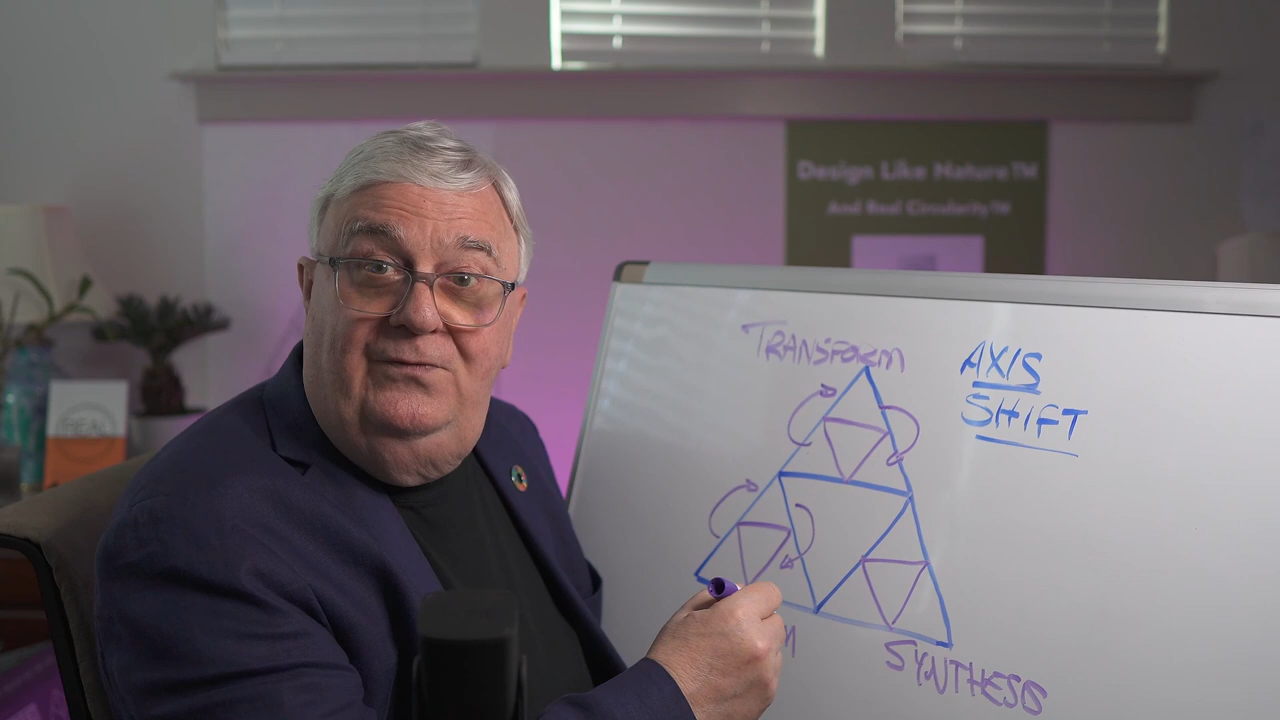 Design Like Nature™
And Real Circularity™
TRANSFORM
AXIS
SHIFT
SYNTHESIS